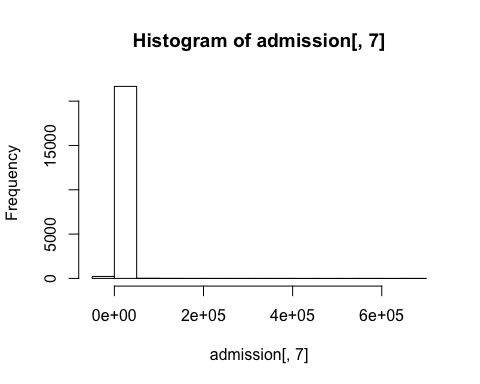 Histogram of admission[, 7]
Frequency
15000
5000
0
0e+00 2e+05 4e+05 6e+05
admission[, 7]